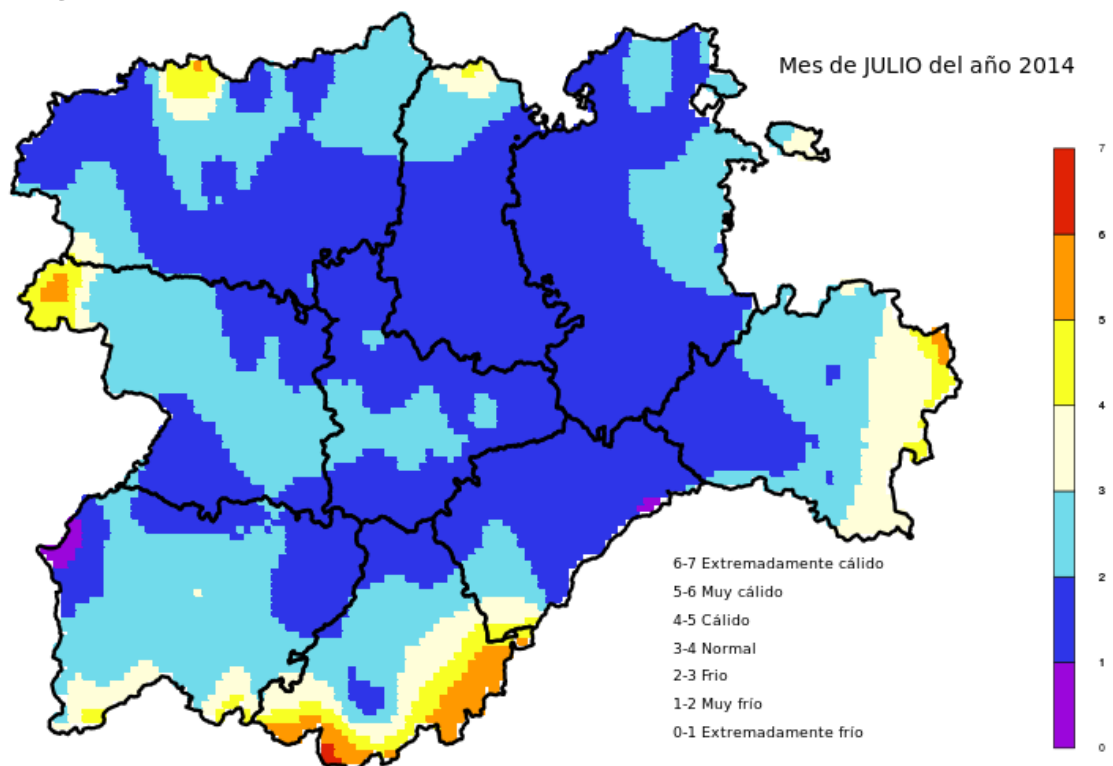 Mes de JULIO del año 2014
7
6
5
4
3
2
1
0
6-7 Extremadamente cálido
5-6 Muy cálido
4-5 Cálido
3-4 Normal
2-3 Frio
1-2 Muy frío
0-1 Extremadamente frío